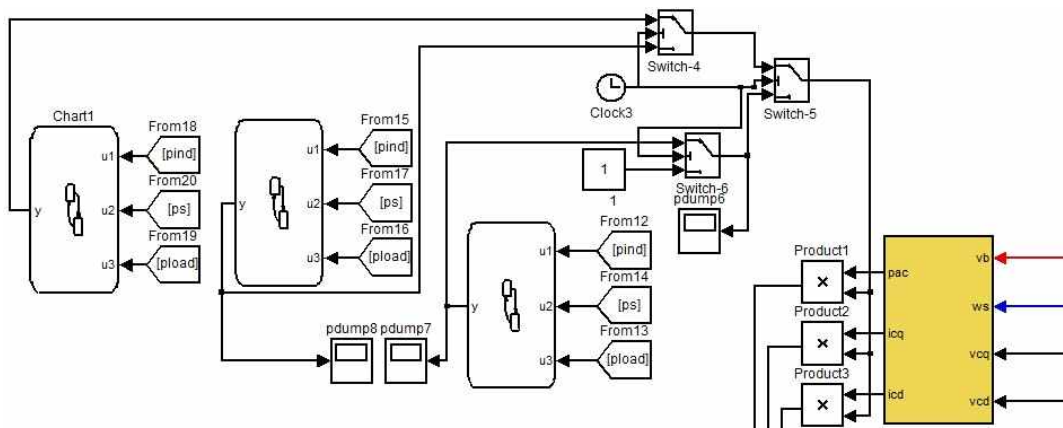 Switch-4
Switch-5
Clock3
Chart1
From18
u1
[pind]
From20
y
u2
[ps]
From19
u3
[pload]
From15
u1
[pind]
From17
y
u2
[ps]
From16
u3
[pload]
1
1
Switch-6
pdump6
From12
u1
[pind]
From14
y
u2
[ps]
From13
u3
[pload]
pdump8
pdump7
Product1
×
Product2
×
Product3
×
pac
vb
ws
icq
vcq
icd
vcd